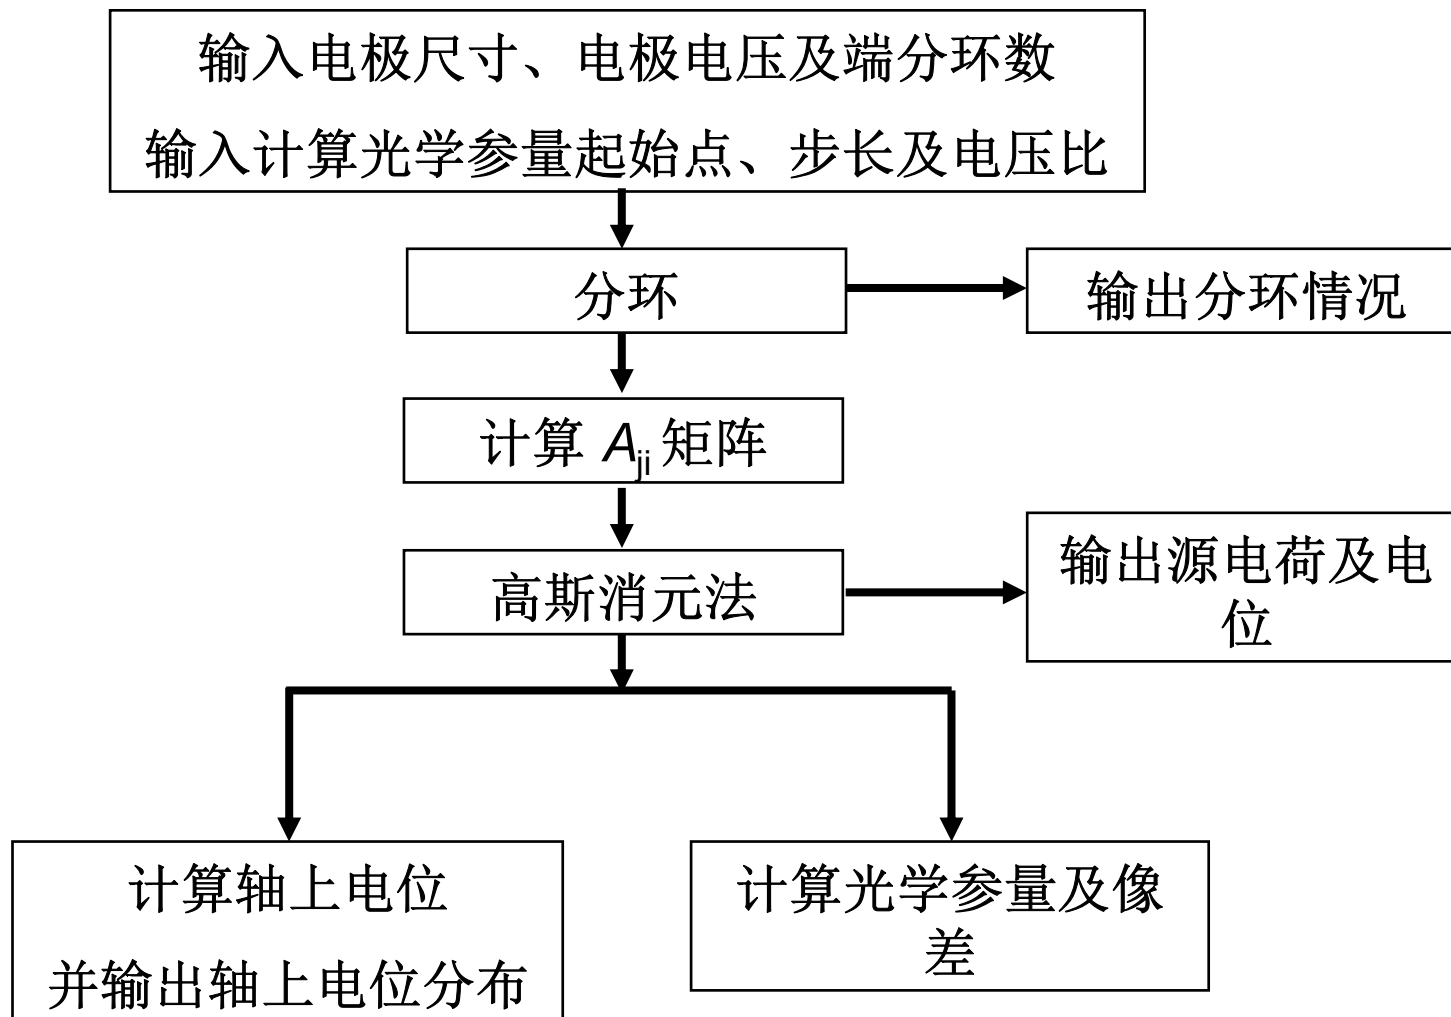 输入电极尺寸、电极电压及端分环数
输入计算光学参量起始点、步长及电压比
分环
输出分环情况
计算 Aji 矩阵
高斯消元法
输出源电荷及电
位
计算轴上电位
并输出轴上电位分布
计算光学参量及像
差